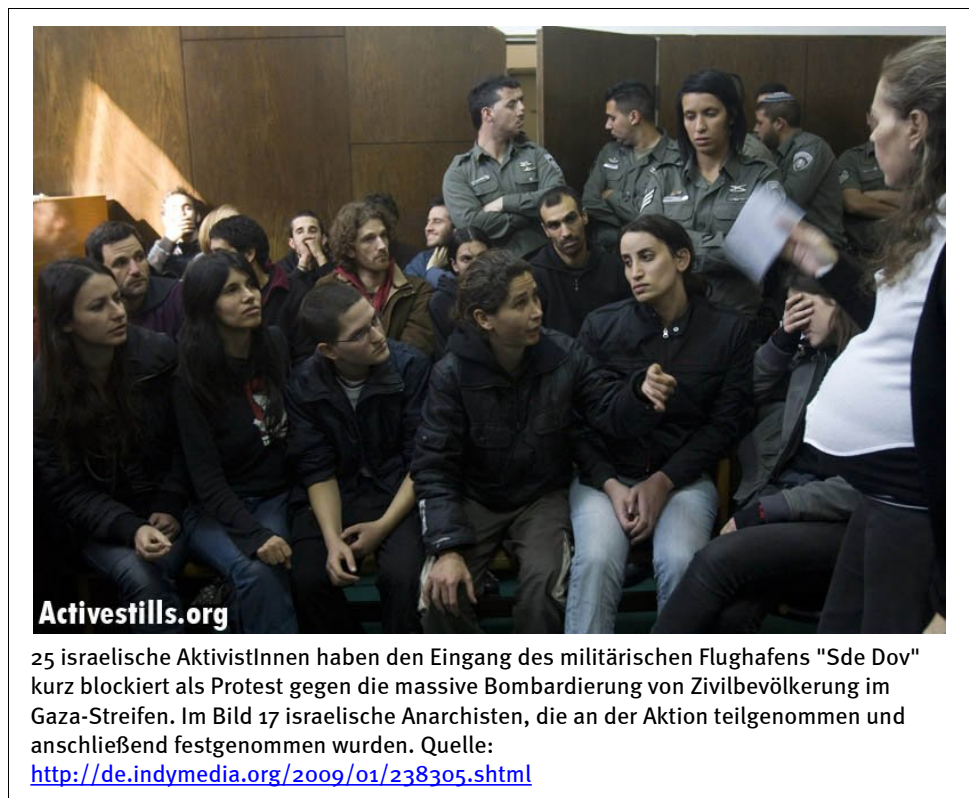 Activestills.org
25 israelische AktivistInnen haben den Eingang des militärischen Flughafens "Sde Dov"
kurz blockiert als Protest gegen die massive Bombardierung von Zivilbevölkerung im
Gaza-Streifen. Im Bild 17 israelische Anarchisten, die an der Aktion teilgenommen und
anschließend festgenommen wurden. Quelle:
http://de.indymedia.org/2009/01/238305.shtml